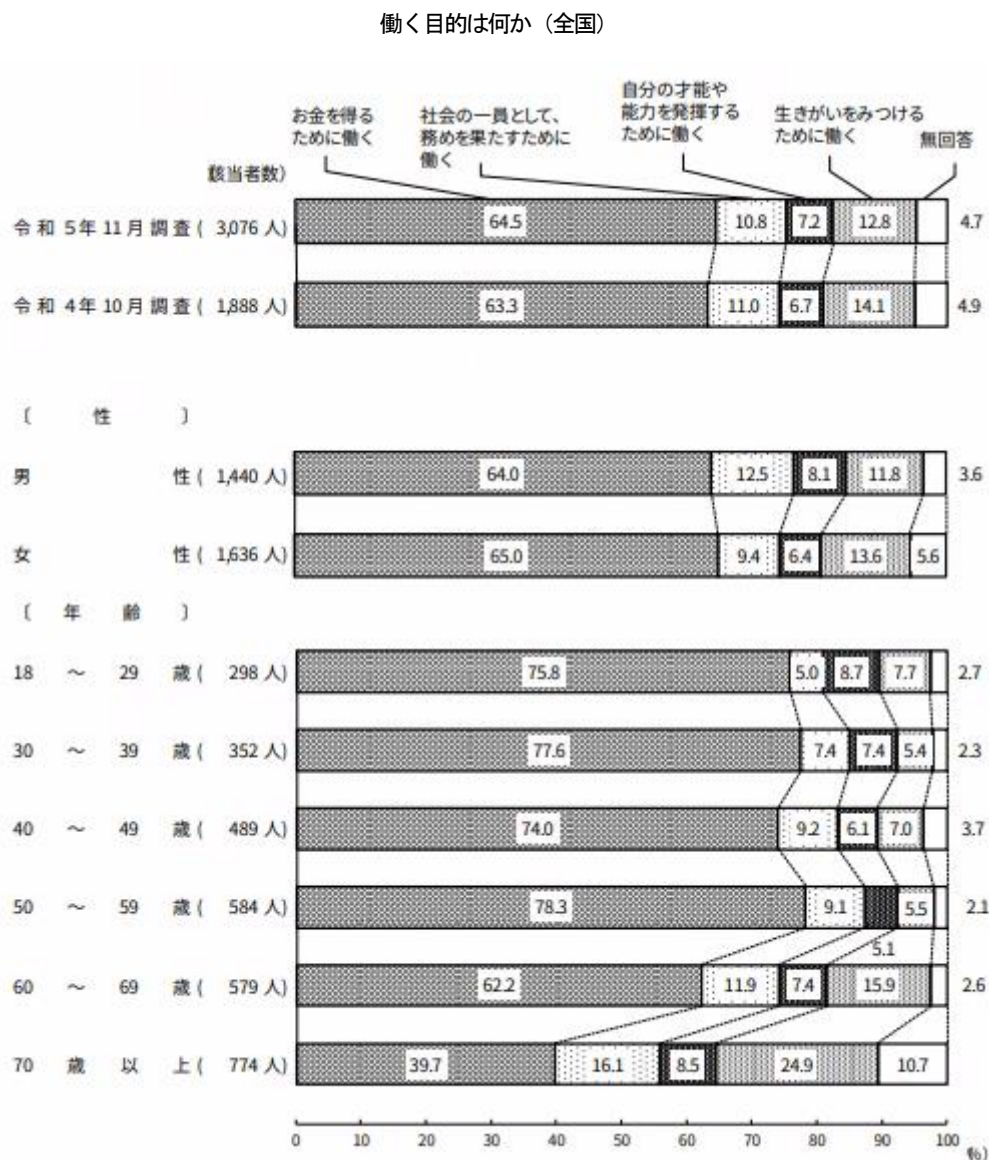 働く目的は何か（全国）
お金を得る
ために働く
社会の一員として、
務めを果たすために
働く
自分の才能や
能力を発揮する
ために働く
生きがいをみつける
ために働く
無回答
該当者数）
令和5年11月調査( 3,076 人) 64.5 10.8 7.2 12.8 4.7
令和4年10月調査( 1,888 人) 63.3 11.0 6.7 14.1 4.9
〔 性 〕
男 性( 1,440 人) 64.0 12.5 8.1 11.8 3.6
女 性( 1,636 人) 65.0 9.4 6.4 13.6 5.6
〔 年 齢 〕
18 ～ 29 歳( 298 人) 75.8 5.0 8.7 7.7 2.7
30 ～ 39 歳( 352 人) 77.6 7.4 7.4 5.4 2.3
40 ～ 49 歳( 489 人) 74.0 9.2 6.1 7.0 3.7
50 ～ 59 歳( 584 人) 78.3 9.1 5.5 2.1
5.1
60 ～ 69 歳( 579 人) 62.2 11.9 7.4 15.9 2.6
70 歳 以 上( 774 人) 39.7 16.1 8.5 24.9 10.7
0 10 20 30 40 50 60 70 80 90 100
%)